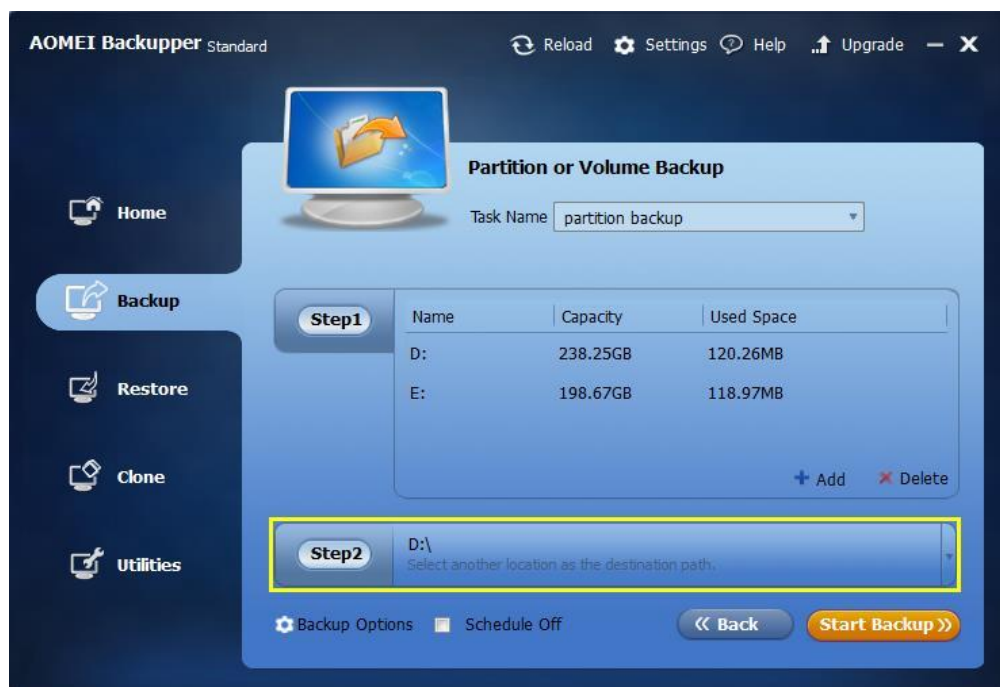 AOMEI Backupper Standard Reload Settings Help Upgrade
Partition or Volume Backup
Task Name partition backup
Home
Backup
Restore
Clone
Utilities
Step1
Name Capacity Used Space
D: 238.25GB 120.26MB
E: 198.67GB 118.97MB
Add Delete
Step2
D:\
Select another location as the destination path.
Backup Options Schedule Off Back Start Backup